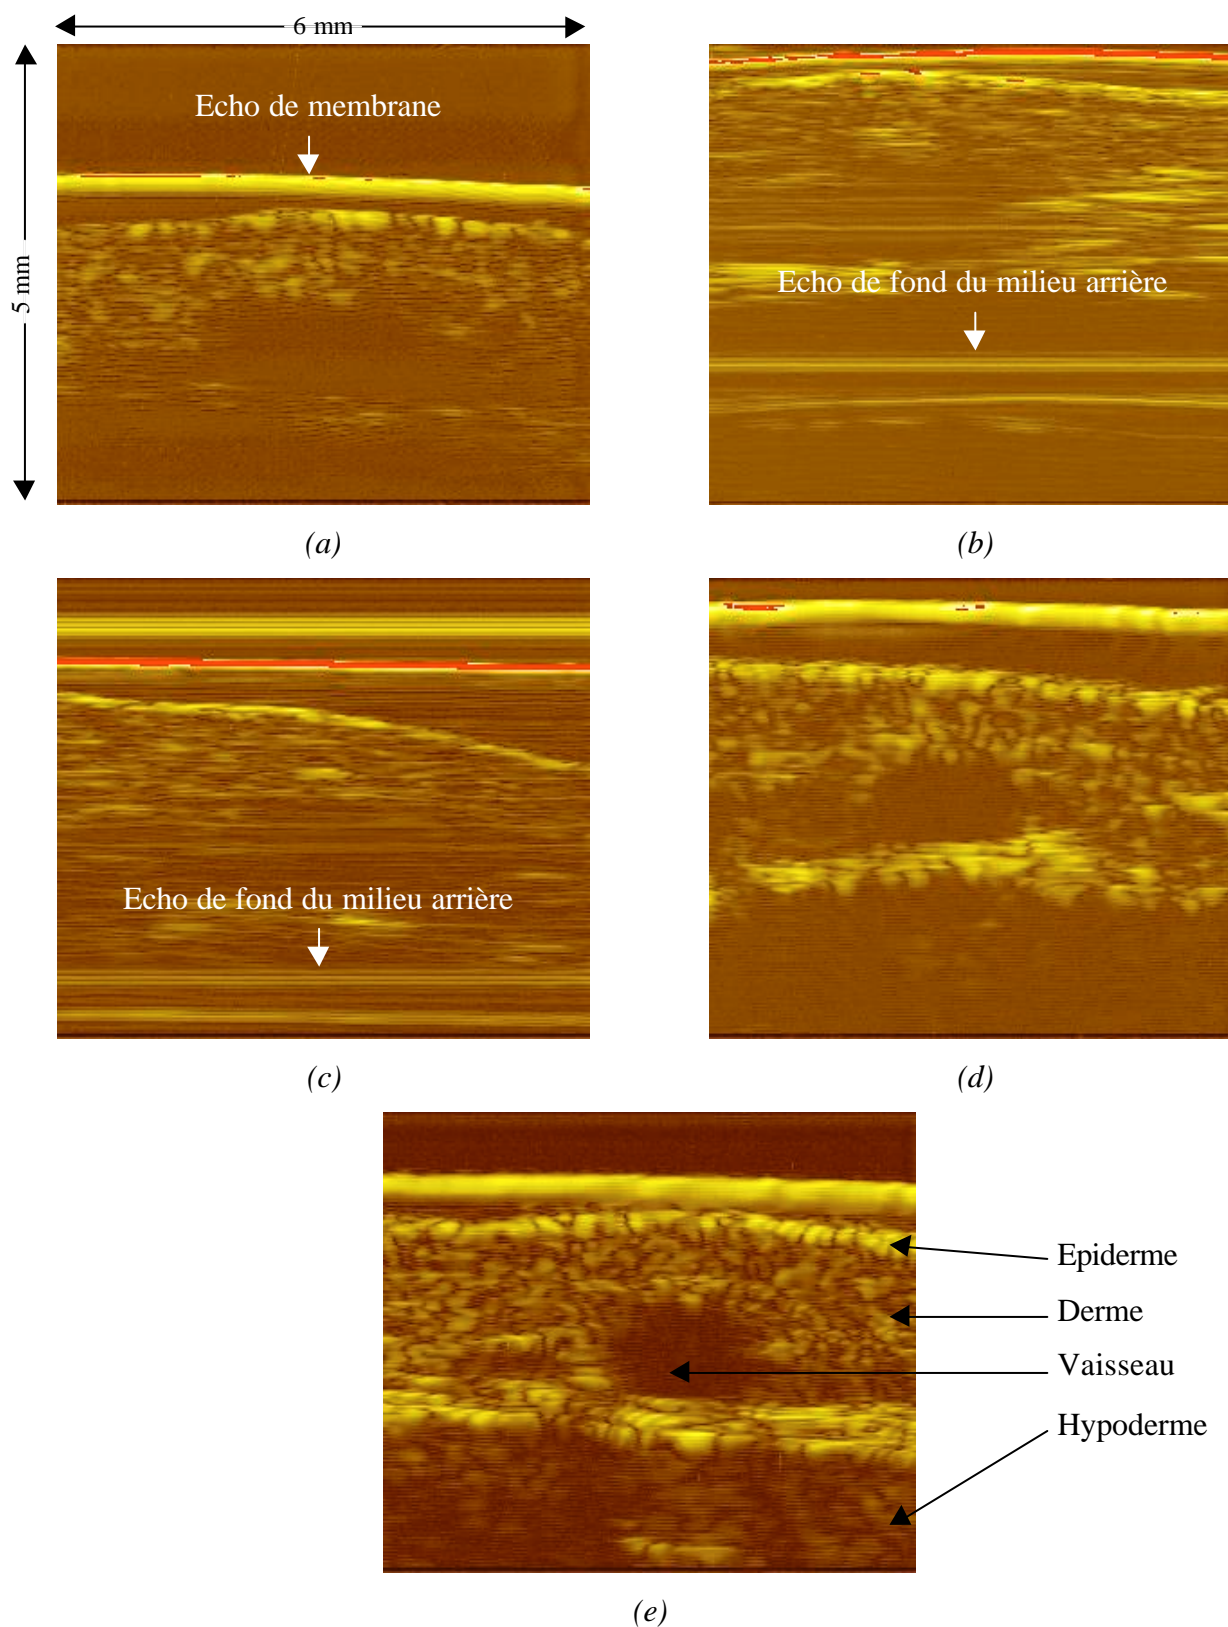 6 mm
5 mm
Echo de membrane
Echo de fond du milieu arrière
(a)
(b)
Echo de fond du milieu arrière
(c)
(d)
Epiderme
Derme
Vaisseau
Hypoderme
(e)